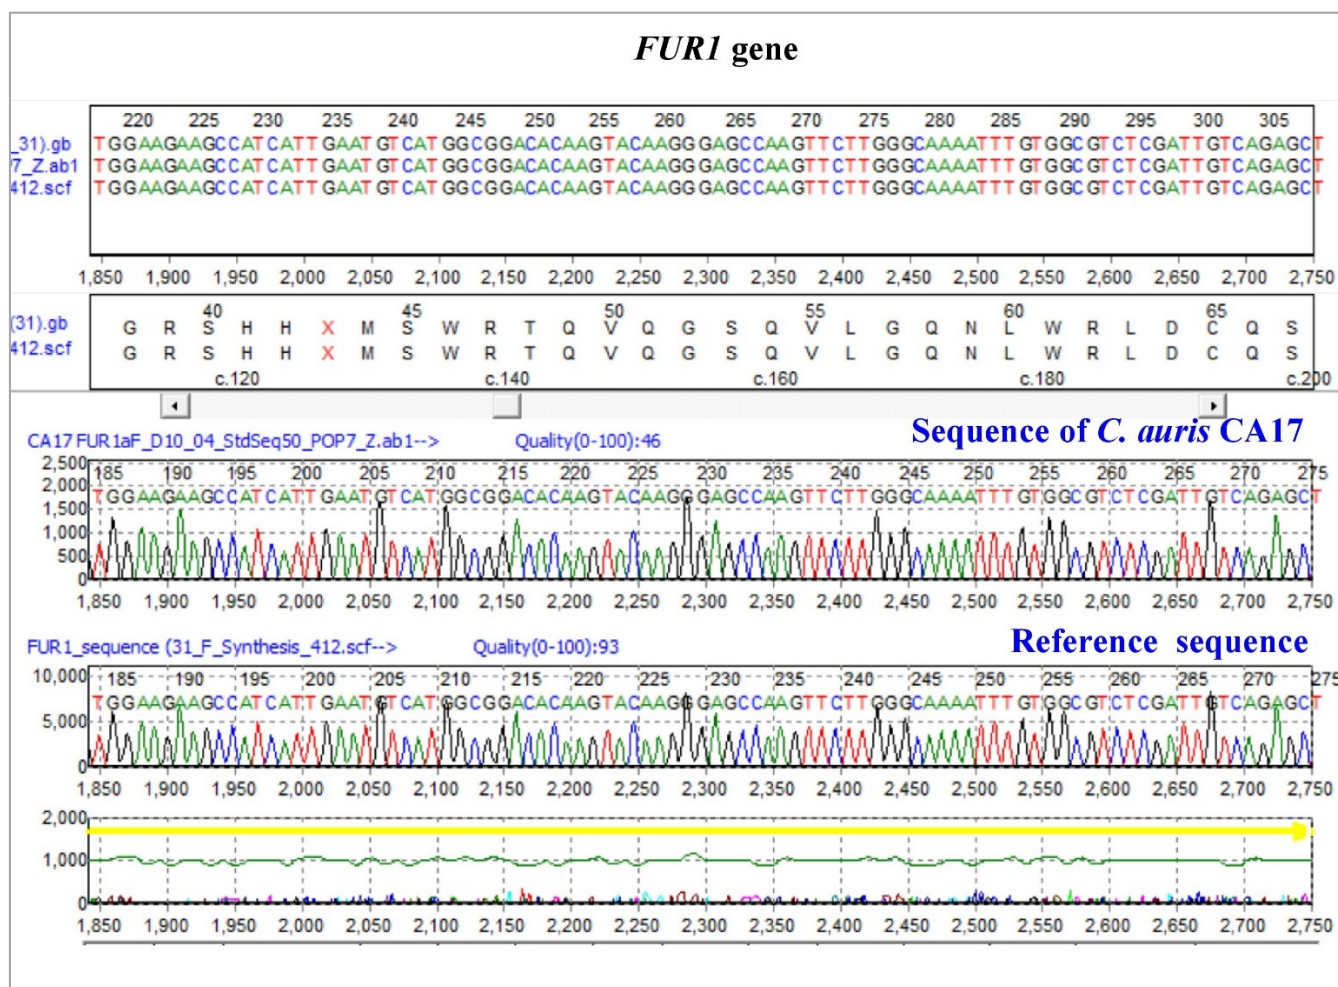 FUR1 gene
220 225 230 235 240 245 250 255 260 265 270 275 280 285 290 295 300 305
_31).gb TGGAAGAAGCCATCATTGAATGTCATGGCGGACACAAGTACAAGGGAGCCAAGTTCTTGGGCAAAATTTGTGGCGTCTCGATTGTCAGAGCT
7_Z.ab1 TGGAAGAAGCCATCATTGAATGTCATGGCGGACACAAGTACAAGGGAGCCAAGTTCTTGGGCAAAATTTGTGGCGTCTCGATTGTCAGAGCT
412.scf TGGAAGAAGCCATCATTGAATGTCATGGCGGACACAAGTACAAGGGAGCCAAGTTCTTGGGCAAAATTTGTGGCGTCTCGATTGTCAGAGCT
1,850 1,900 1,950 2,000 2,050 2,100 2,150 2,200 2,250 2,300 2,350 2,400 2,450 2,500 2,550 2,600 2,650 2,700 2,750
40 45 50 55 60 65
(31).gb G R S H H X M S W R T Q V Q G S Q V L G Q N L W R L D C Q S
412.scf G R S H H X M S W R T Q V Q G S Q V L G Q N L W R L D C Q S
c.120 c.140 c.160 c.180 c.200
Sequence of C. auris CA17
CA17 FUR1aF_D10_04_StdSeq50_POP7_Z.ab1--> Quality(0-100):46
2,500 185 190 195 200 205 210 215 220 225 230 235 240 245 250 255 260 265 270 275
2,000 TGGAAGAAGCCATCATTGAATGTCATGGCGGACACAAGTACAAGGGAGCCAAGTTCTTGGGCAAAATTTGTGGCGTCTCGATTGTCAGAGCT
1,500
1,000
500
0
1,850 1,900 1,950 2,000 2,050 2,100 2,150 2,200 2,250 2,300 2,350 2,400 2,450 2,500 2,550 2,600 2,650 2,700 2,750
Reference sequence
FUR1_sequence (31_F_Synthesis_412.scf--> Quality(0-100):93
10,000 185 190 195 200 205 210 215 220 225 230 235 240 245 250 255 260 265 270 275
TGGAAGAAGCCATCATTGAATGTCATGGCGGACACAAGTACAAGGGAGCCAAGTTCTTGGGCAAAATTTGTGGCGTCTCGATTGTCAGAGCT
5,000
0
1,850 1,900 1,950 2,000 2,050 2,100 2,150 2,200 2,250 2,300 2,350 2,400 2,450 2,500 2,550 2,600 2,650 2,700 2,750
2,000
1,000
0
1,850 1,900 1,950 2,000 2,050 2,100 2,150 2,200 2,250 2,300 2,350 2,400 2,450 2,500 2,550 2,600 2,650 2,700 2,750